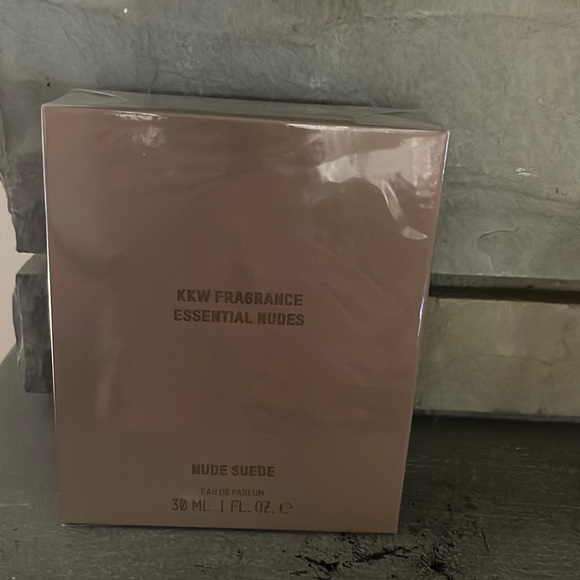 KKW FRAGRANCE
ESSENTIAL NUDES
NUDE SUEDE
EAU DE PARFUM
30 ML. 1 FL. OZ. ℮